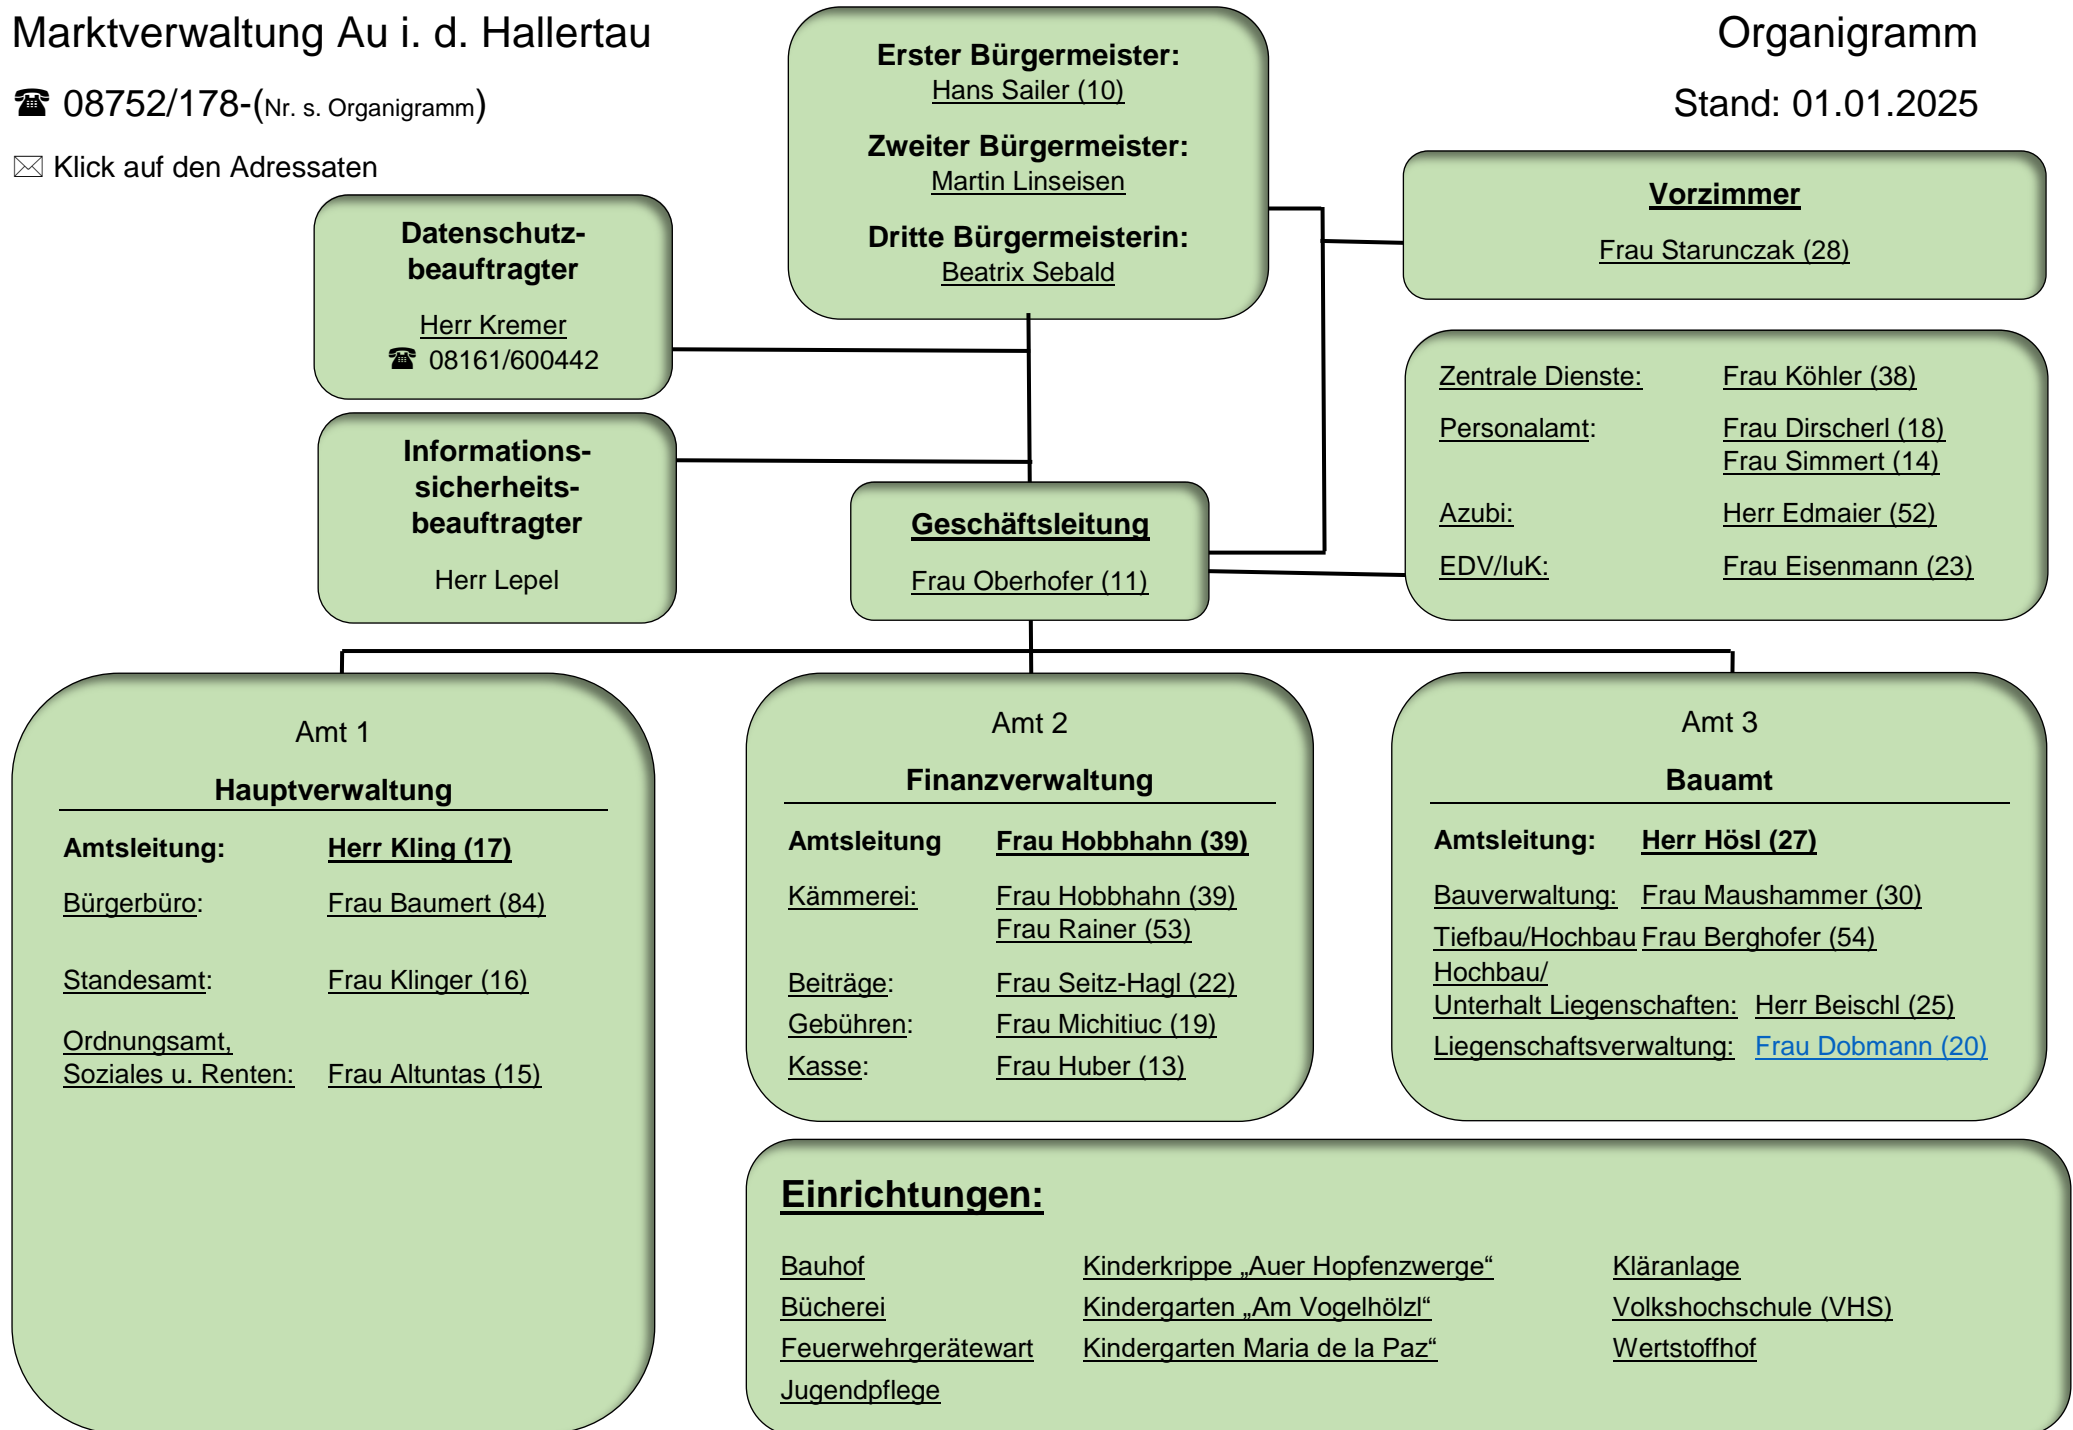 Marktverwaltung Au i. d. Hallertau
☎ 08752/178-(Nr. s. Organigramm)
✉ Klick auf den Adressaten
Organigramm
Stand: 01.01.2025
Erster Bürgermeister:
Hans Sailer (10)
Zweiter Bürgermeister:
Martin Linseisen
Dritte Bürgermeisterin:
Beatrix Sebald
Vorzimmer
Frau Starunczak (28)
Datenschutz-
beauftragter
Herr Kremer
☎ 08161/600442
Informations-
sicherheits-
beauftragter
Herr Lepel
Geschäftsleitung
Frau Oberhofer (11)
Zentrale Dienste: Frau Köhler (38)
Personalamt: Frau Dirscherl (18)
Frau Simmert (14)
Azubi: Herr Edmaier (52)
EDV/IuK: Frau Eisenmann (23)
Amt 1
Hauptverwaltung
Amtsleitung: Herr Kling (17)
Bürgerbüro: Frau Baumert (84)
Standesamt: Frau Klinger (16)
Ordnungsamt,
Soziales u. Renten: Frau Altuntas (15)
Amt 2
Finanzverwaltung
Amtsleitung Frau Hobbhahn (39)
Kämmerei: Frau Hobbhahn (39)
Frau Rainer (53)
Beiträge: Frau Seitz-Hagl (22)
Gebühren: Frau Michitiuc (19)
Kasse: Frau Huber (13)
Amt 3
Bauamt
Amtsleitung: Herr Hösl (27)
Bauverwaltung: Frau Maushammer (30)
Tiefbau/Hochbau Frau Berghofer (54)
Hochbau/
Unterhalt Liegenschaften: Herr Beischl (25)
Liegenschaftsverwaltung: Frau Dobmann (20)
Einrichtungen:
Bauhof Kinderkrippe „Auer Hopfenzwerge“ Kläranlage
Bücherei Kindergarten „Am Vogelhölzl“ Volkshochschule (VHS)
Feuerwehrgerätewart Kindergarten Maria de la Paz“ Wertstoffhof
Jugendpflege